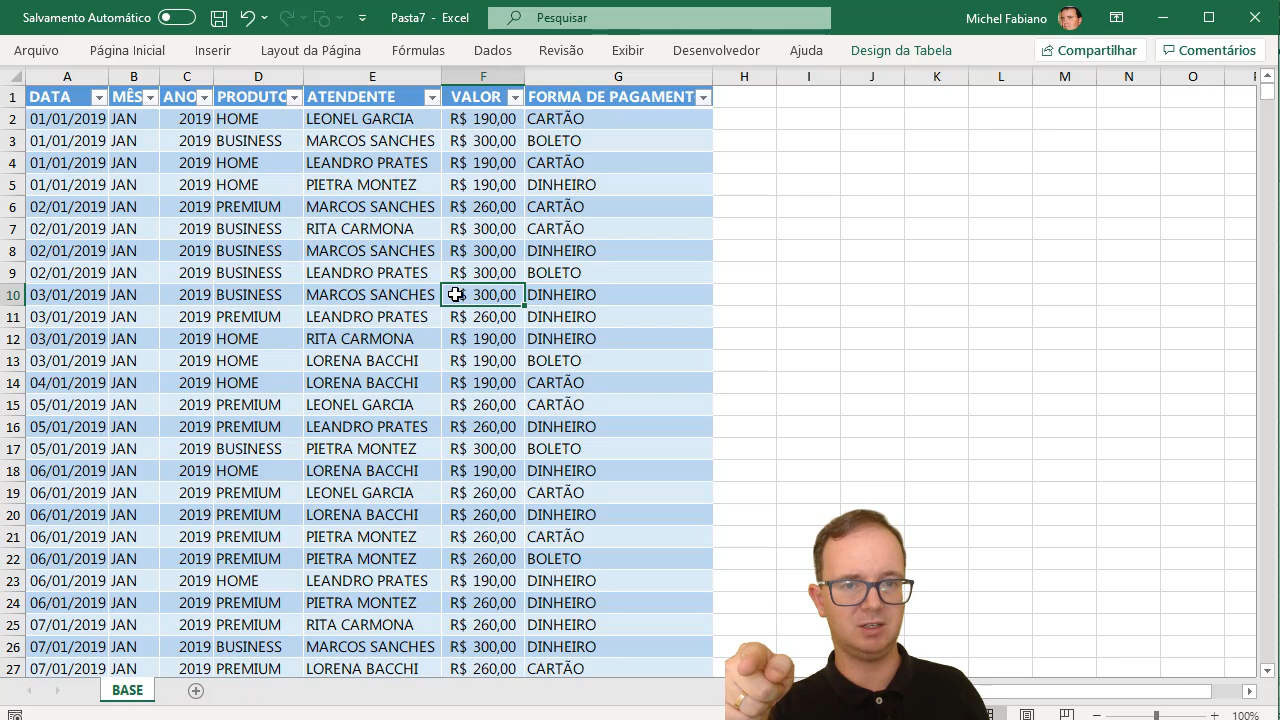 Salvamento Automático Pasta7 - Excel Pesquisar Michel Fabiano
Arquivo Página Inicial Inserir Layout da Página Fórmulas Dados Revisão Exibir Desenvolvedor Ajuda Design da Tabela Compartilhar Comentários
A B C D E F G H I J K L M N O
1 DATA MÊS ANO PRODUTO ATENDENTE VALOR FORMA DE PAGAMENT
2 01/01/2019 JAN 2019 HOME LEONEL GARCIA R$ 190,00 CARTÃO
3 01/01/2019 JAN 2019 BUSINESS MARCOS SANCHES R$ 300,00 BOLETO
4 01/01/2019 JAN 2019 HOME LEANDRO PRATES R$ 190,00 CARTÃO
5 01/01/2019 JAN 2019 HOME PIETRA MONTEZ R$ 190,00 DINHEIRO
6 02/01/2019 JAN 2019 PREMIUM MARCOS SANCHES R$ 260,00 CARTÃO
7 02/01/2019 JAN 2019 BUSINESS RITA CARMONA R$ 300,00 CARTÃO
8 02/01/2019 JAN 2019 BUSINESS MARCOS SANCHES R$ 300,00 DINHEIRO
9 02/01/2019 JAN 2019 BUSINESS LEANDRO PRATES R$ 300,00 BOLETO
10 03/01/2019 JAN 2019 BUSINESS MARCOS SANCHES R$ 300,00 DINHEIRO
11 03/01/2019 JAN 2019 PREMIUM LEANDRO PRATES R$ 260,00 DINHEIRO
12 03/01/2019 JAN 2019 HOME RITA CARMONA R$ 190,00 DINHEIRO
13 03/01/2019 JAN 2019 HOME LORENA BACCHI R$ 190,00 BOLETO
14 04/01/2019 JAN 2019 HOME LORENA BACCHI R$ 190,00 CARTÃO
15 05/01/2019 JAN 2019 PREMIUM LEONEL GARCIA R$ 260,00 CARTÃO
16 05/01/2019 JAN 2019 PREMIUM LEANDRO PRATES R$ 260,00 DINHEIRO
17 05/01/2019 JAN 2019 BUSINESS PIETRA MONTEZ R$ 300,00 BOLETO
18 06/01/2019 JAN 2019 HOME LORENA BACCHI R$ 190,00 DINHEIRO
19 06/01/2019 JAN 2019 PREMIUM LEONEL GARCIA R$ 260,00 CARTÃO
20 06/01/2019 JAN 2019 PREMIUM LORENA BACCHI R$ 260,00 DINHEIRO
21 06/01/2019 JAN 2019 PREMIUM PIETRA MONTEZ R$ 260,00 CARTÃO
22 06/01/2019 JAN 2019 PREMIUM PIETRA MONTEZ R$ 260,00 BOLETO
23 06/01/2019 JAN 2019 HOME LEANDRO PRATES R$ 190,00 DINHEIRO
24 06/01/2019 JAN 2019 PREMIUM PIETRA MONTEZ R$ 260,00 DINHEIRO
25 07/01/2019 JAN 2019 PREMIUM RITA CARMONA R$ 260,00 DINHEIRO
26 07/01/2019 JAN 2019 BUSINESS MARCOS SANCHES R$ 300,00 DINHEIRO
27 07/01/2019 JAN 2019 PREMIUM LORENA BACCHI R$ 260,00 CARTÃO
BASE
100%